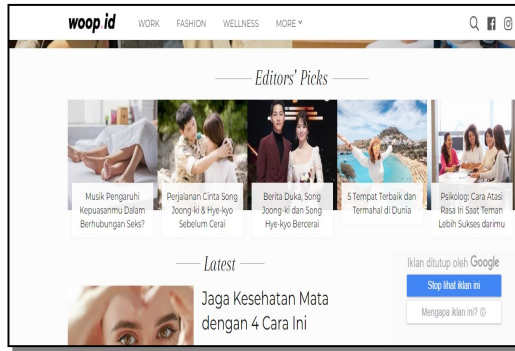 woop.id WORK FASHION WELLNESS MORE
Editors' Picks
Musik Pengaruhi
Kepuasanmu Dalam
Berhubungan Seks?
Perjalanan Cinta Song
Joong-ki & Hye-kyo
Sebelum Cerai
Berita Duka, Song
Joong-ki dan Song
Hye-kyo Bercerai
5 Tempat Terbaik dan
Termahal di Dunia
Psikolog: Cara Atasi
Rasa Iri Saat Teman
Lebih Sukses darimu
Latest
Jaga Kesehatan Mata
dengan 4 Cara Ini
Iklan ditutup oleh Google
Stop lihat iklan ini
Mengapa iklan ini?